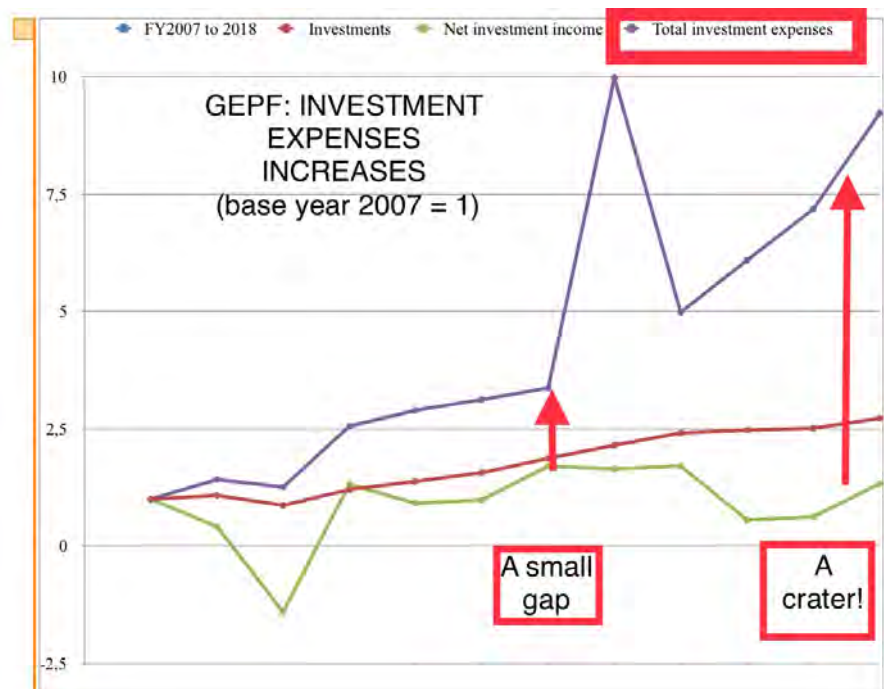 FY2007 to 2018 Investments Net investment income Total investment expenses
10
GEPF: INVESTMENT
EXPENSES
INCREASES
(base year 2007 = 1)
7,5
5
2,5
0
A small
gap
A
crater!
-2,5